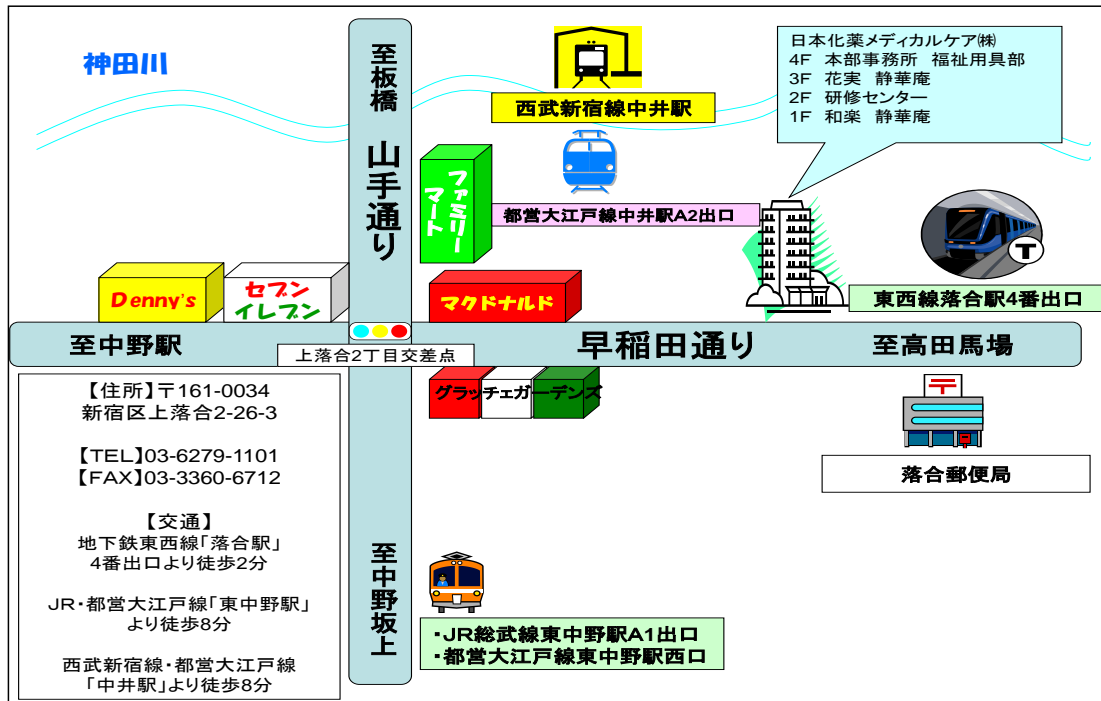 神田川
至板橋
山手通り
西武新宿線中井駅
日本化薬メディカルケア㈱
4F 本部事務所 福祉用具部
3F 花実 静華庵
2F 研修センター
1F 和楽 静華庵
ファミリー
マート
都営大江戸線中井駅A2出口
T
Denny's
セブン
イレブン
マクドナルド
東西線落合駅4番出口
至中野駅
早稲田通り
至高田馬場
上落合2丁目交差点
グラッチェガーデンズ
〒
落合郵便局
【住所】〒161-0034
新宿区上落合2-26-3
【TEL】03-6279-1101
【FAX】03-3360-6712
【交通】
地下鉄東西線「落合駅」
4番出口より徒歩2分
JR・都営大江戸線「東中野駅」
より徒歩8分
西武新宿線・都営大江戸線
「中井駅」より徒歩8分
至中野坂上
・JR総武線東中野駅A1出口
・都営大江戸線東中野駅西口